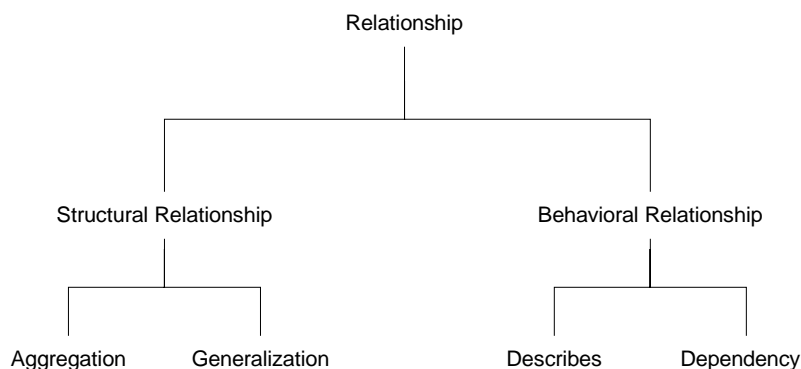 Relationship
Structural Relationship
Behavioral Relationship
Aggregation
Generalization
Describes
Dependency